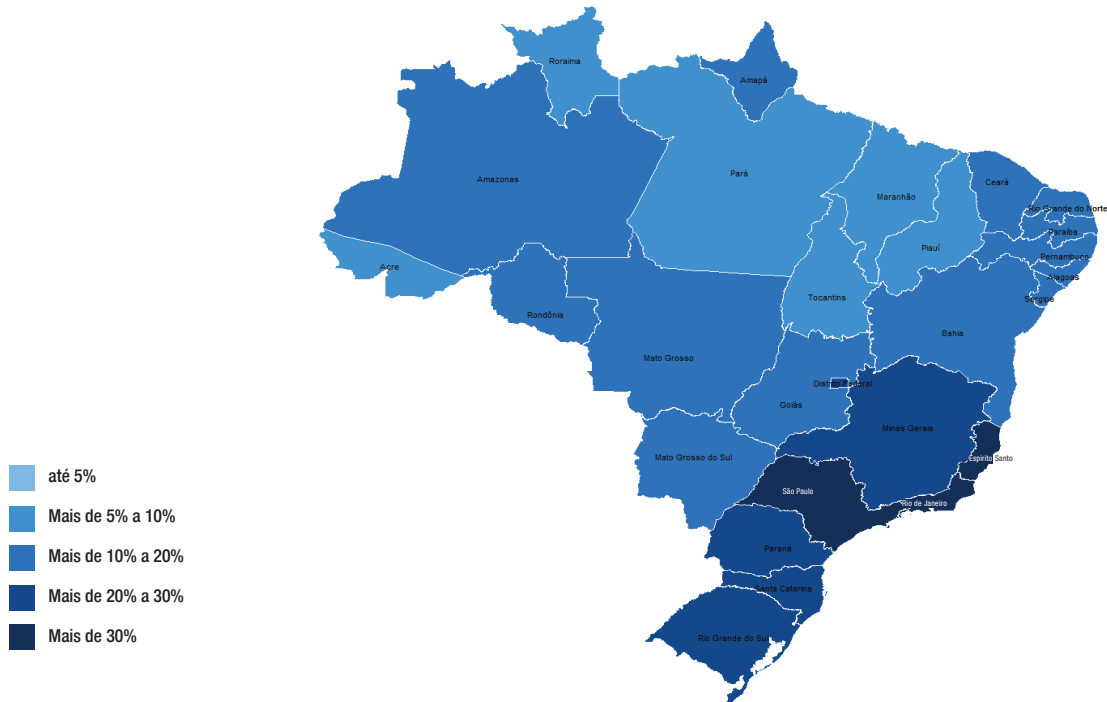 Roraima
Amapá
Amazonas
Pará
Maranhão
Ceará
Rio Grande do Norte
Paraíba
Piauí
Pernambuco
Acre
Alagoas
Tocantins
Sergipe
Rondônia
Bahia
Mato Grosso
Distrito Federal
Goiás
Minas Gerais
Mato Grosso do Sul
Espírito Santo
São Paulo
Rio de Janeiro
Paraná
Santa Catarina
Rio Grande do Sul
até 5%
Mais de 5% a 10%
Mais de 10% a 20%
Mais de 20% a 30%
Mais de 30%